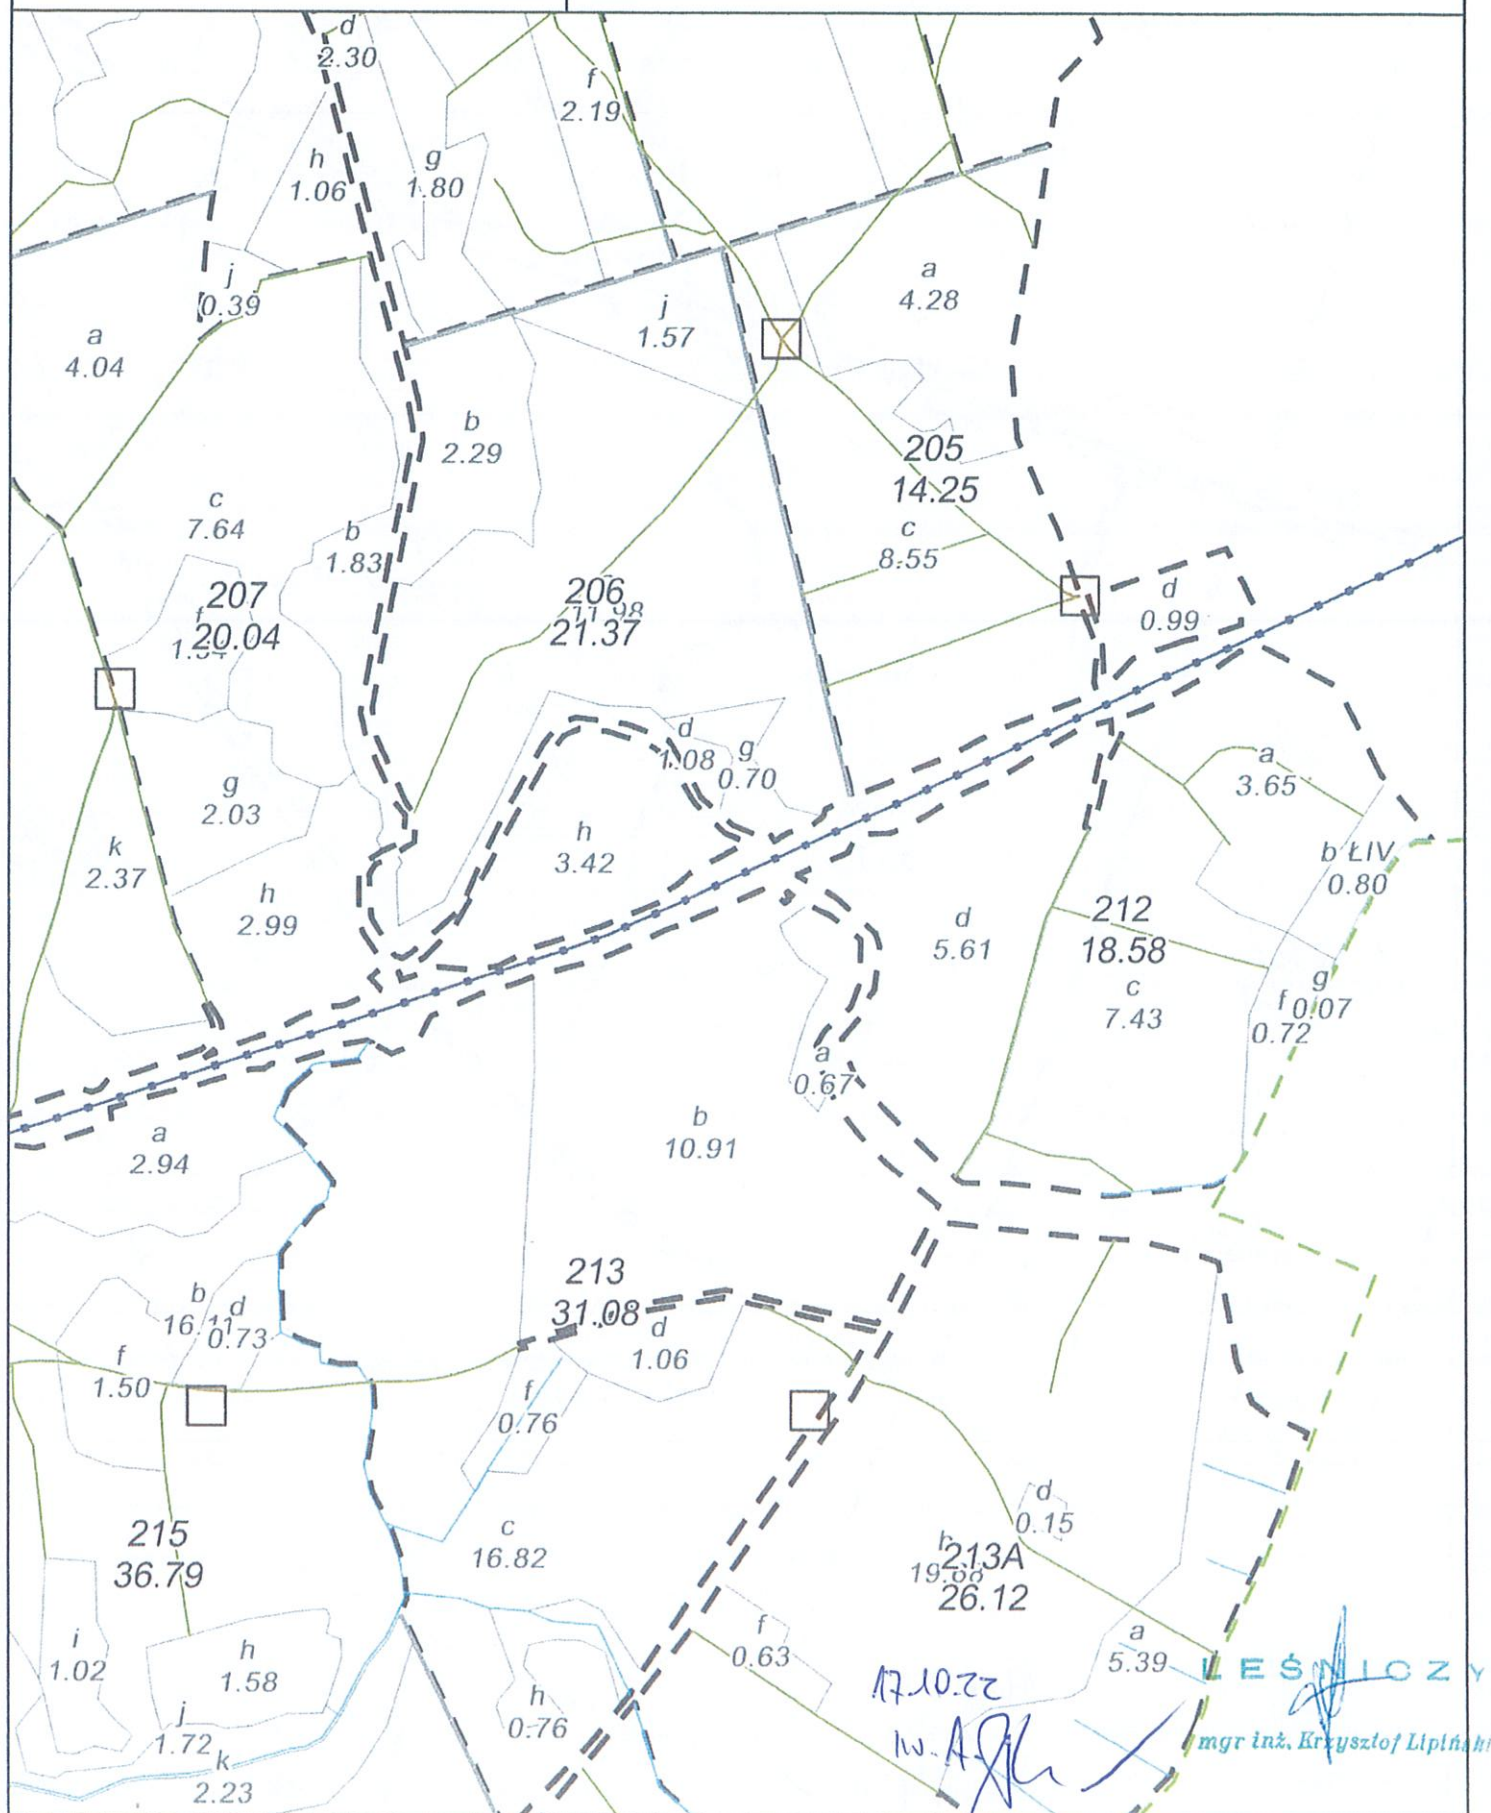 d
2.30
f
2.19
h
1.06
g
1.80
a
4.28
j
0.39
j
1.57
a
4.04
b
2.29
205
14.25
c
7.64
b
1.83
c
8.55
207
20.04
f
206
11.98
21.37
d
0.99
d
1.08
g
0.70
a
3.65
g
2.03
h
3.42
k
2.37
b ŁIV
0.80
h
2.99
212
18.58
d
5.61
c
7.43
g
0.07
f
0.72
a
0.67
a
2.94
b
10.91
213
31.08
b
16.11
d
0.73
d
1.06
f
1.50
f
0.76
d
0.15
215
36.79
c
16.82
213A
26.12
i
1.02
h
1.58
f
0.63
a
5.39
LEŚNICZY
17.10.22
h
0.76
j
1.72
mgr inż. Krzysztof Lipiński
k
2.23